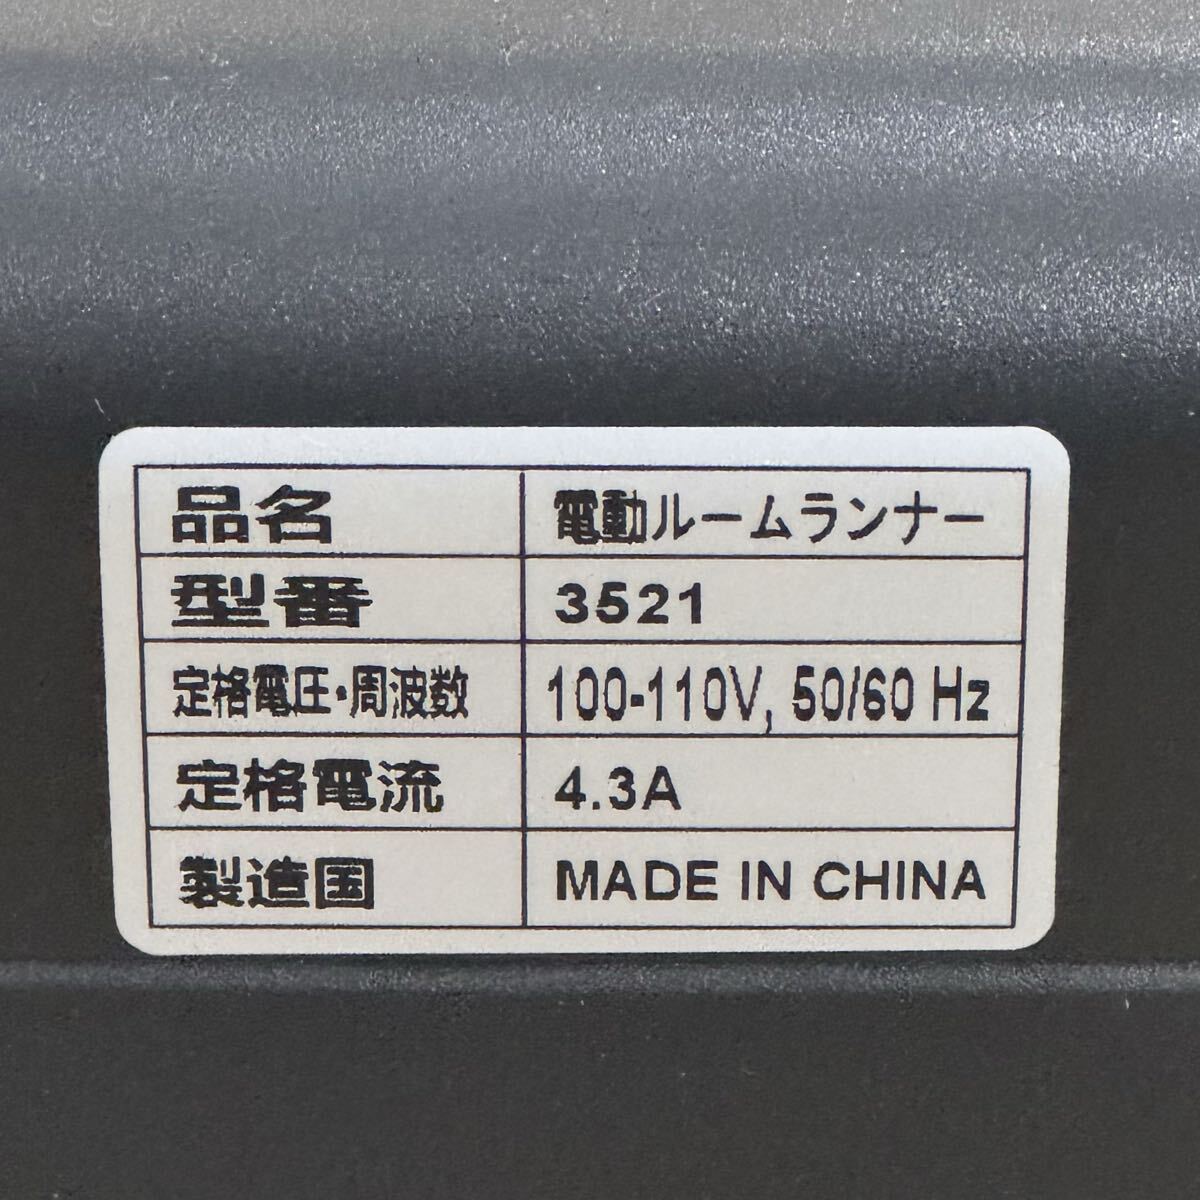 品名 電動ルームランナー
型番 3521
定格電圧・周波数 100-110V, 50/60 Hz
定格電流 4.3A
製造国 MADE IN CHINA